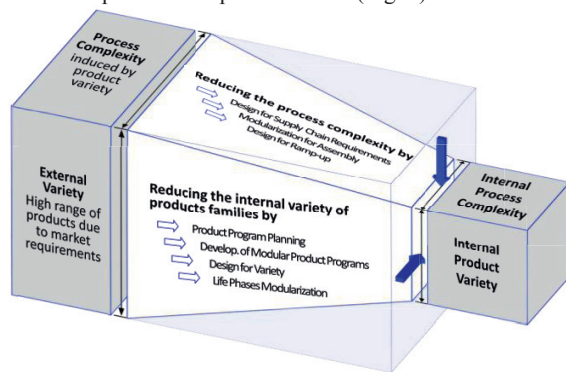 Process
Complexity
induced by
product
variety
Reducing the process complexity by
Design for Supply Chain Requirements
Modularization for Assembly
Design for Ramp-up
External
Variety
High range of
products due
to market
requirements
Reducing the internal variety of
products families by
Product Program Planning
Develop. of Modular Product Programs
Design for Variety
Life Phases Modularization
Internal
Process
Complexity
Internal
Product
Variety